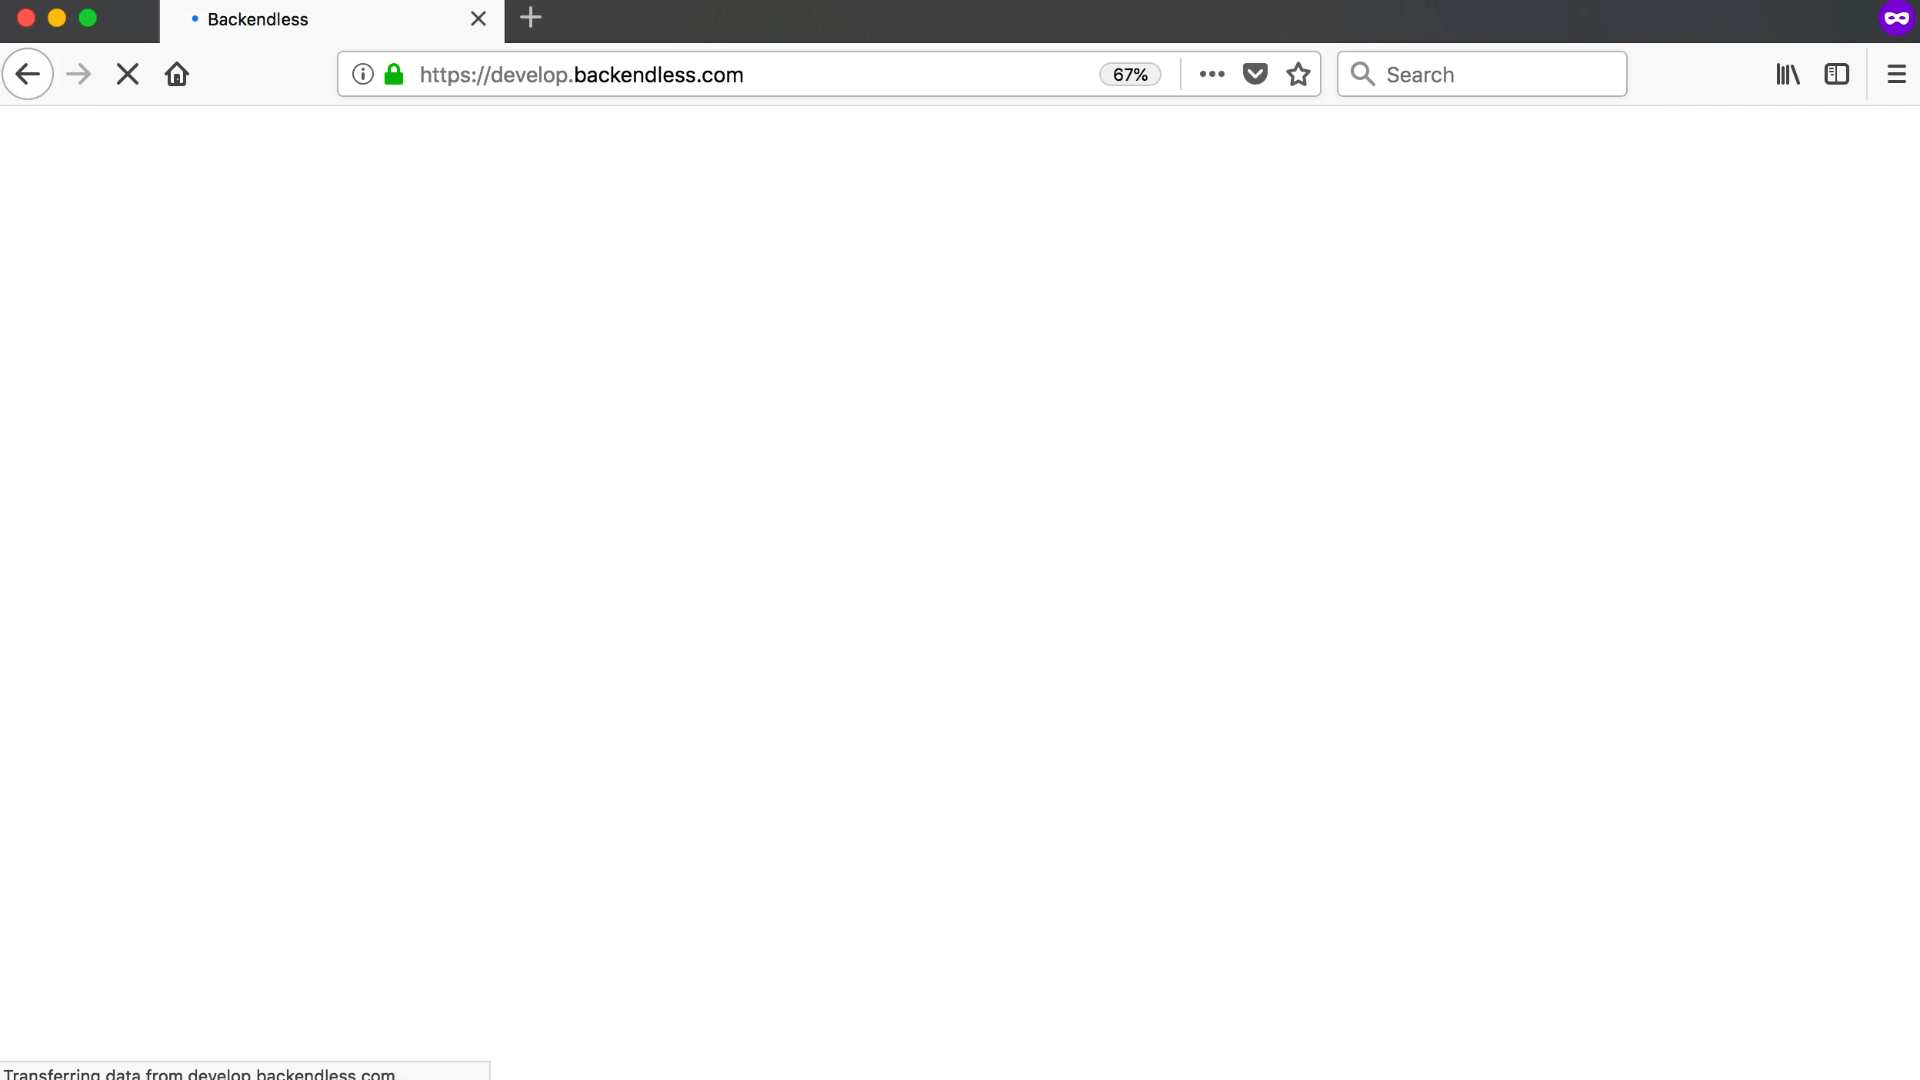 Backendless
https://develop.backendless.com
67%
Search
Transferring data from develop.backendless.com...